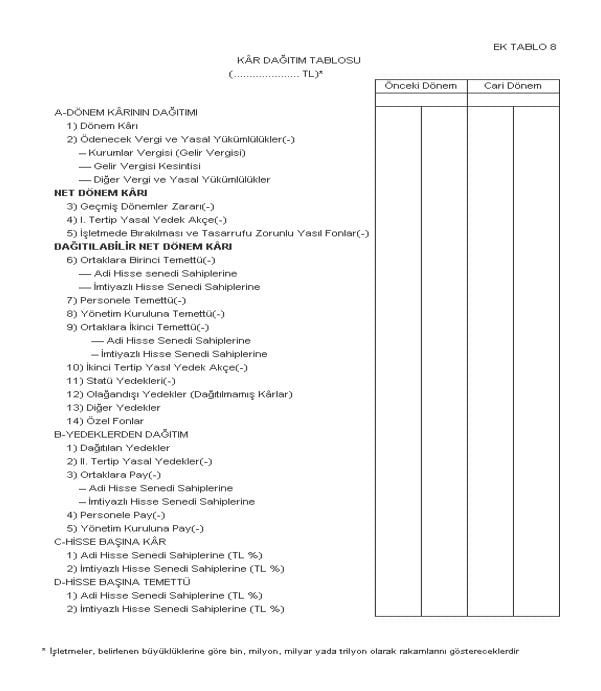 EK TABLO 8
KÂR DAĞITIM TABLOSU
(..................... TL)*
Önceki Dönem Cari Dönem
A-DÖNEM KÂRININ DAĞITIMI
1) Dönem Kârı
2) Ödenecek Vergi ve Yasal Yükümlülükler(-)
– Kurumlar Vergisi (Gelir Vergisi)
— Gelir Vergisi Kesintisi
— Diğer Vergi ve Yasal Yükümlülükler
NET DÖNEM KÂRI
3) Geçmiş Dönemler Zararı(-)
4) I. Tertip Yasal Yedek Akçe(-)
5) İşletmede Bırakılması ve Tasarrufu Zorunlu Yasıl Fonlar(-)
DAĞITILABİLİR NET DÖNEM KÂRI
6) Ortaklara Birinci Temettü(-)
— Adi Hisse senedi Sahiplerine
— İmtiyazlı Hisse Senedi Sahiplerine
7) Personele Temettü(-)
8) Yönetim Kuruluna Temettü(-)
9) Ortaklara İkinci Temettü(-)
— Adi Hisse Senedi Sahiplerine
– İmtiyazlı Hisse Senedi Sahiplerine
10) İkinci Tertip Yasıl Yedek Akçe(-)
11) Statü Yedekleri(-)
12) Olağandışı Yedekler (Dağıtılmamış Kârlar)
13) Diğer Yedekler
14) Özel Fonlar
B-YEDEKLERDEN DAĞITIM
1) Dağıtılan Yedekler
2) II. Tertip Yasal Yedekler(-)
3) Ortaklara Pay(-)
– Adi Hisse Senedi Sahiplerine
– İmtiyazlı Hisse Senedi Sahiplerine
4) Personele Pay(-)
5) Yönetim Kuruluna Pay(-)
C-HİSSE BAŞINA KÂR
1) Adi Hisse Senedi Sahiplerine (TL %)
2) İmtiyazlı Hisse Senedi Sahiplerine (TL %)
D-HİSSE BAŞINA TEMETTÜ
1) Adi Hisse Senedi Sahiplerine (TL %)
2) İmtiyazlı Hisse Senedi Sahiplerine (TL %)
* İşletmeler, belirlenen büyüklüklerine göre bin, milyon, milyar yada trilyon olarak rakamlarını göstereceklerdir